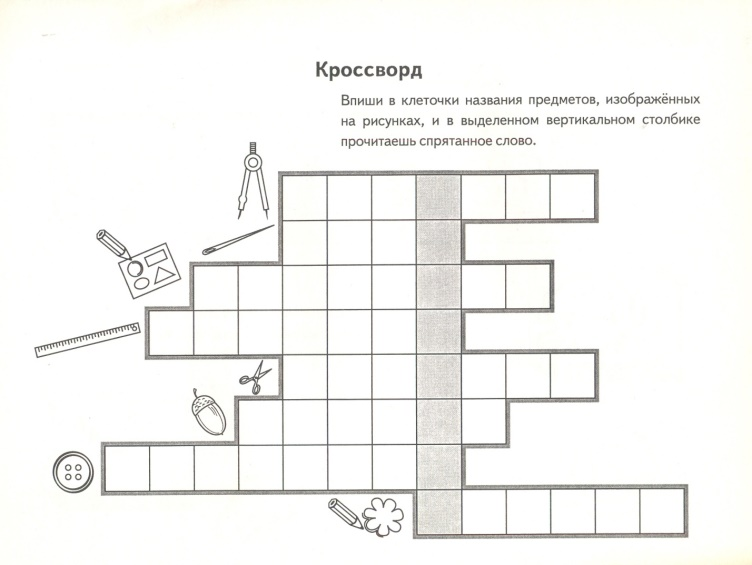 Кроссворд
Впиши в клеточки названия предметов, изображённых
на рисунках, и в выделенном вертикальном столбике
прочитаешь спрятанное слово.